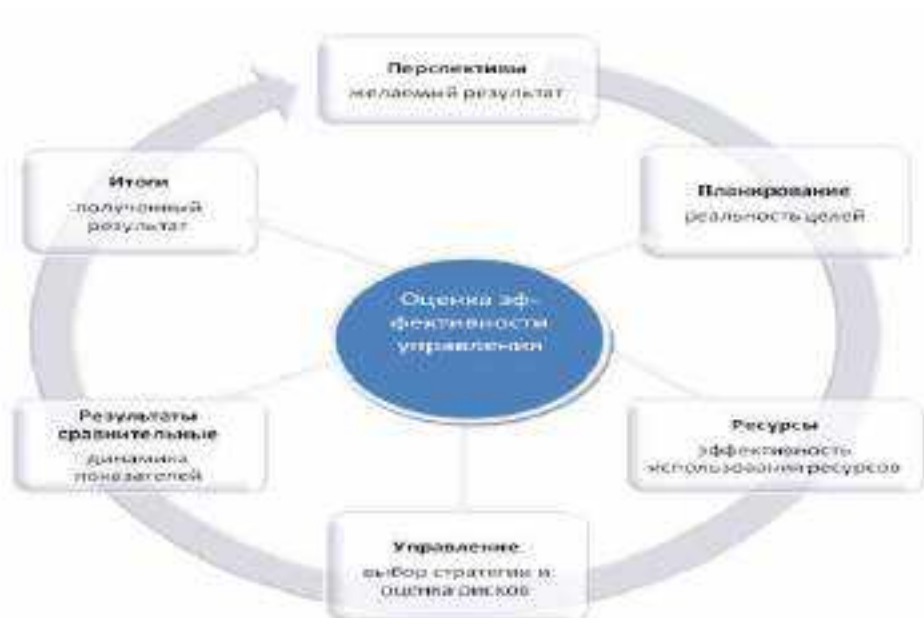 Перспективы
желаемый результат
Планирование
реальность целей
Ресурсы
эффективность
использования ресурсов
Управление
выбор стратегии и
оценка рисков
Результаты
сравнительные
динамика
показателей
Итоги
полученный
результат
Оценка эф-
фективности
управления